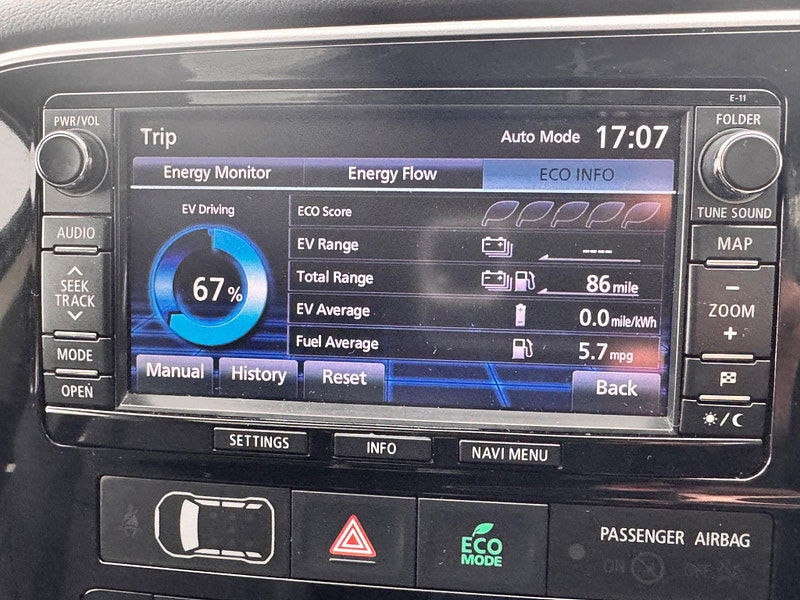 E-11
PWR/VOL
FOLDER
Trip
Auto Mode 17:07
Energy Monitor Energy Flow ECO INFO
TUNE SOUND
EV Driving
ECO Score
AUDIO
MAP
EV Range ----
SEEK
TRACK
67%
Total Range 86 mile
−
ZOOM
+
EV Average 0.0 mile/kWh
Fuel Average 5.7 mpg
MODE
Manual History Reset Back
OPEN
SETTINGS INFO NAVI MENU
ECO
MODE
PASSENGER AIRBAG
ON OFF